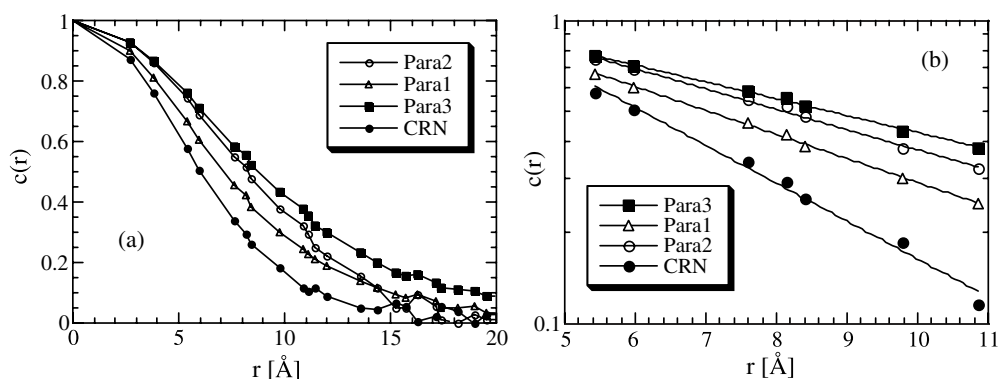 1
0.8
0.6
0.4
0.2
0
c(r)
0
5
10
15
20
r [Å]
(a)
Para2
Para1
Para3
CRN
1
0.1
c(r)
5
6
7
8
9
10
11
r [Å]
(b)
Para3
Para1
Para2
CRN